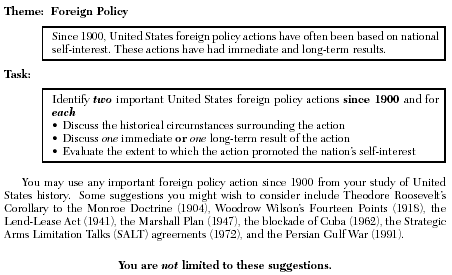 Theme: Foreign Policy
Since 1900, United States foreign policy actions have often been based on national
self-interest. These actions have had immediate and long-term results.
Task:
Identify two important United States foreign policy actions since 1900 and for
each
• Discuss the historical circumstances surrounding the action
• Discuss one immediate or one long-term result of the action
• Evaluate the extent to which the action promoted the nation's self-interest
You may use any important foreign policy action since 1900 from your study of United
States history. Some suggestions you might wish to consider include Theodore Roosevelt's
Corollary to the Monroe Doctrine (1904), Woodrow Wilson's Fourteen Points (1918), the
Lend-Lease Act (1941), the Marshall Plan (1947), the blockade of Cuba (1962), the Strategic
Arms Limitation Talks (SALT) agreements (1972), and the Persian Gulf War (1991).
You are not limited to these suggestions.